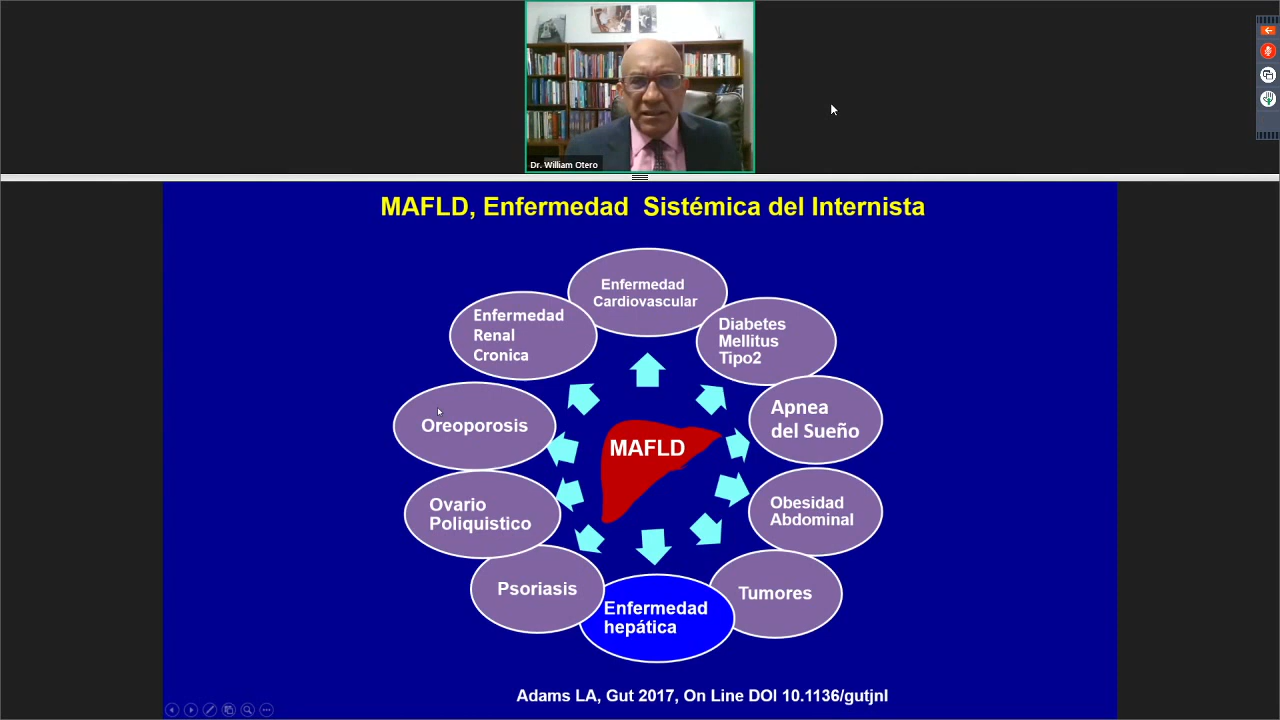 Dr. William Otero
MAFLD, Enfermedad Sistémica del Internista
Enfermedad
Cardiovascular
Enfermedad
Renal
Cronica
Diabetes
Mellitus
Tipo2
Oreoporosis
Apnea
del Sueño
MAFLD
Ovario
Poliquistico
Obesidad
Abdominal
Psoriasis
Enfermedad
hepática
Tumores
Adams LA, Gut 2017, On Line DOI 10.1136/gutjnl